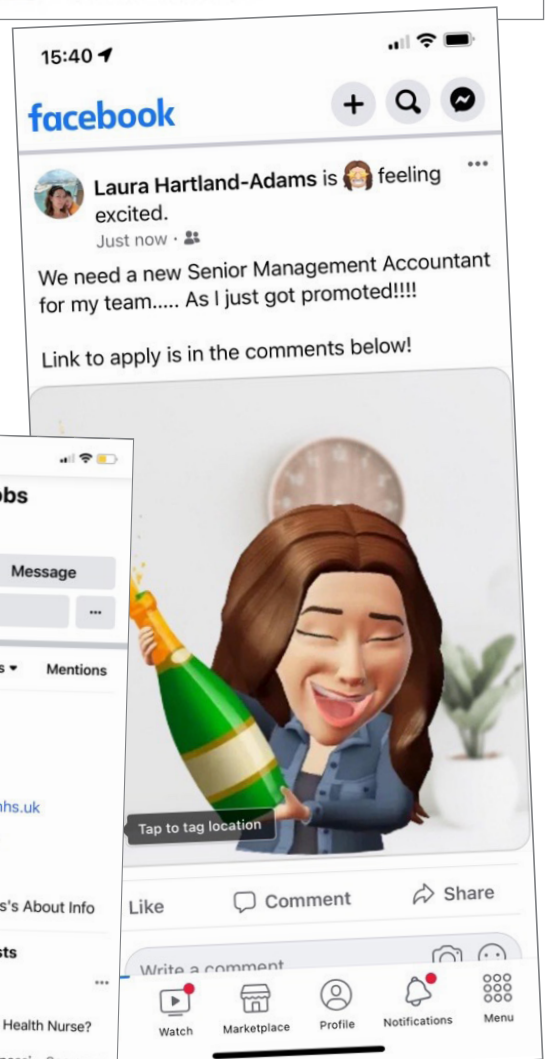 15:40
facebook
Laura Hartland-Adams is feeling
excited.
Just now
We need a new Senior Management Accountant
for my team..... As I just got promoted!!!!
Link to apply is in the comments below!
Tap to tag location
Like
Comment
Share
Write a comment
Watch
Marketplace
Profile
Notifications
Menu
obs
Message
...
s
Mentions
nhs.uk
s's About Info
sts
...
Health Nurse?